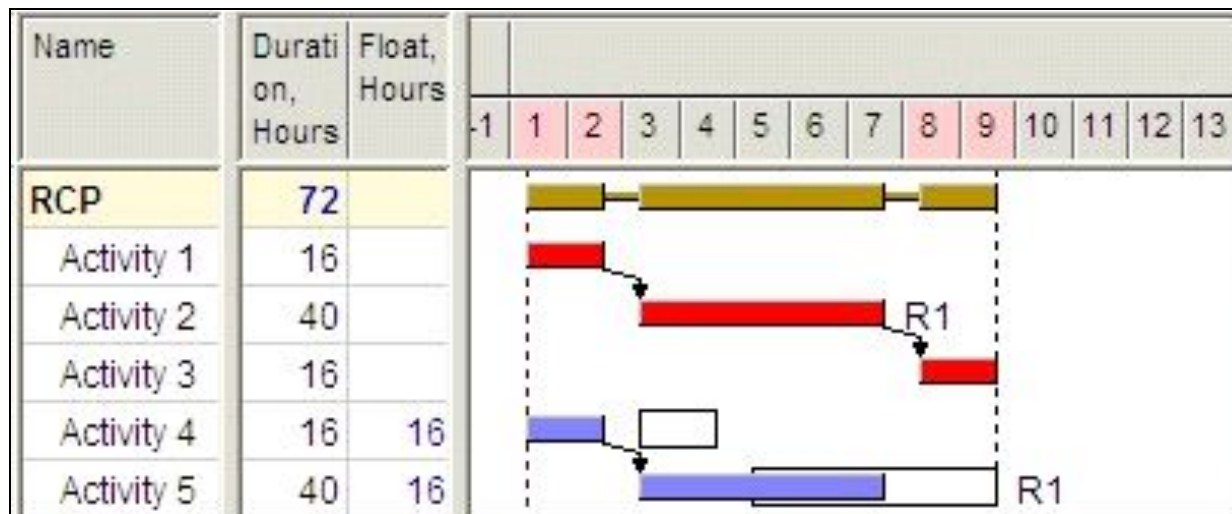 Name Durati Float,
on, Hours
Hours
-1 1 2 3 4 5 6 7 8 9 10 11 12 13
RCP 72
Activity 1 16
Activity 2 40 R1
Activity 3 16
Activity 4 16 16
Activity 5 40 16 R1